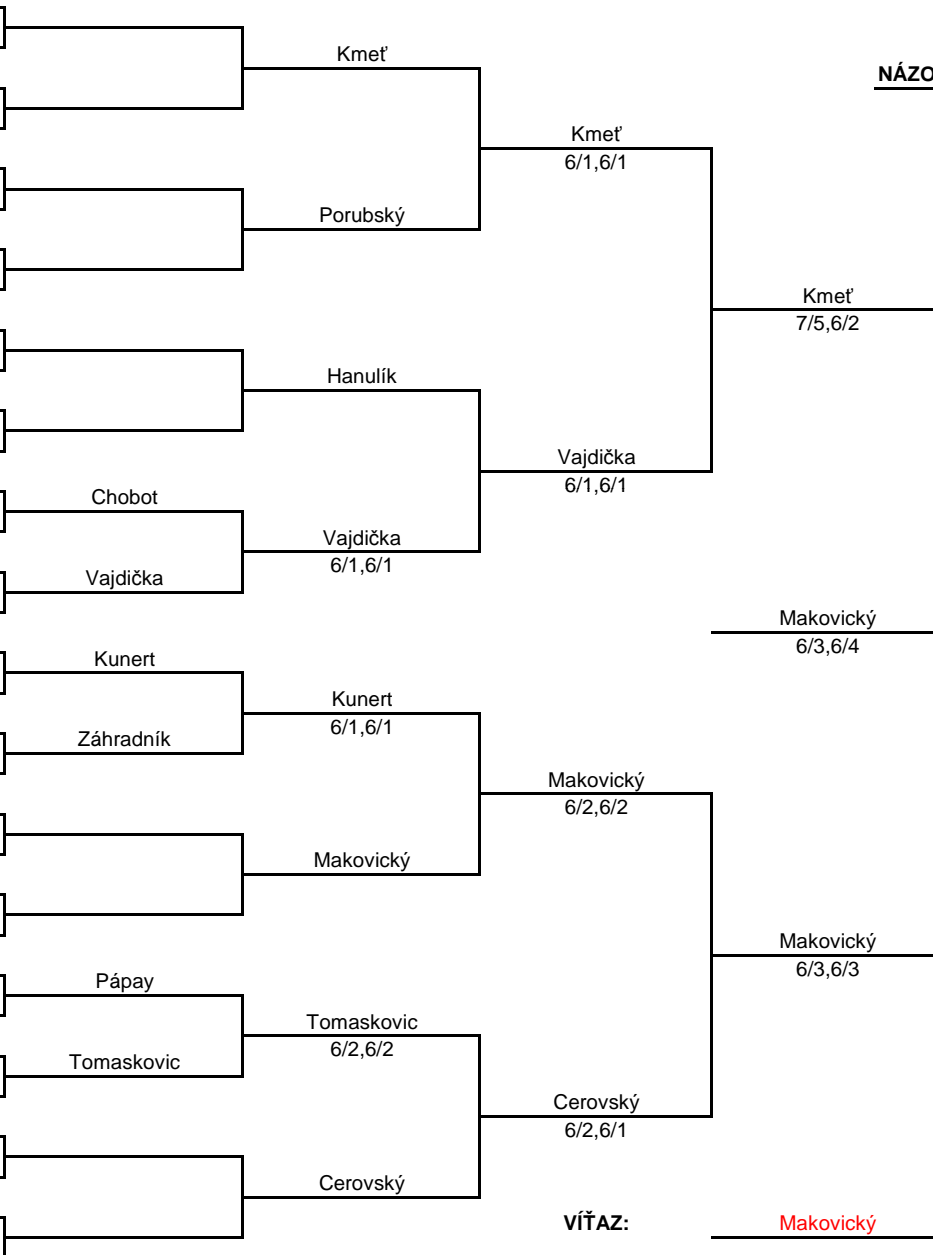 Kmeť
NÁZO
Kmeť
6/1,6/1
Porubský
Kmeť
7/5,6/2
Hanulík
Vajdička
6/1,6/1
Chobot
Vajdička
6/1,6/1
Vajdička
Makovický
6/3,6/4
Kunert
Kunert
6/1,6/1
Záhradník
Makovický
6/2,6/2
Makovický
Makovický
6/3,6/3
Pápay
Tomaskovic
6/2,6/2
Tomaskovic
Cerovský
6/2,6/1
Cerovský
VÍŤAZ: Makovický